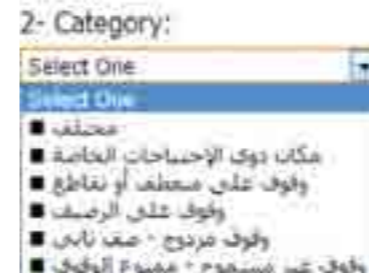 2- Category:
Select One
Select One
مختلف ■
مكان ذوي الإحتياجات الخاصة ■
وقوف على منعطف أو تقاطع ■
وقوف على الرصيف ■
وقوف مزدوج - صف ثاني ■
وقوف غير مسموح - ممنوع الوقوف ■